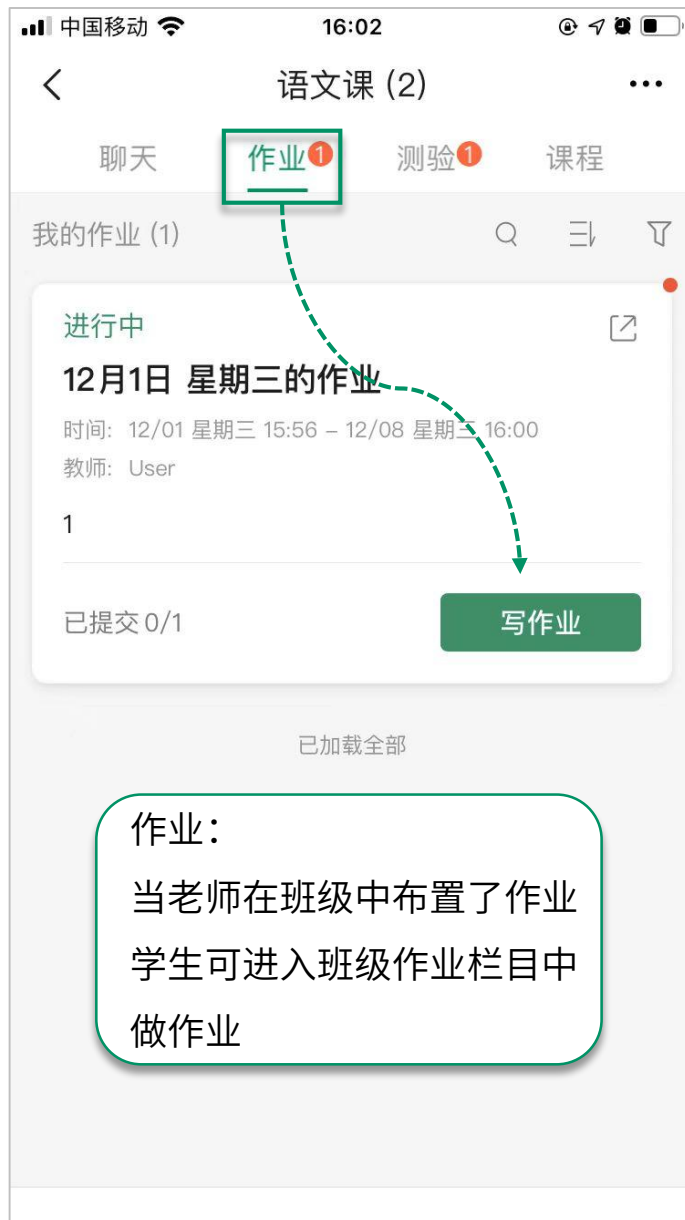 中国移动 16:02
语文课 (2)
聊天 作业1 测验1 课程
我的作业 (1)
进行中
12月1日 星期三的作业
时间: 12/01 星期三 15:56 – 12/08 星期三 16:00
教师: User
1
已提交 0/1 写作业
已加载全部
作业：
当老师在班级中布置了作业
学生可进入班级作业栏目中
做作业